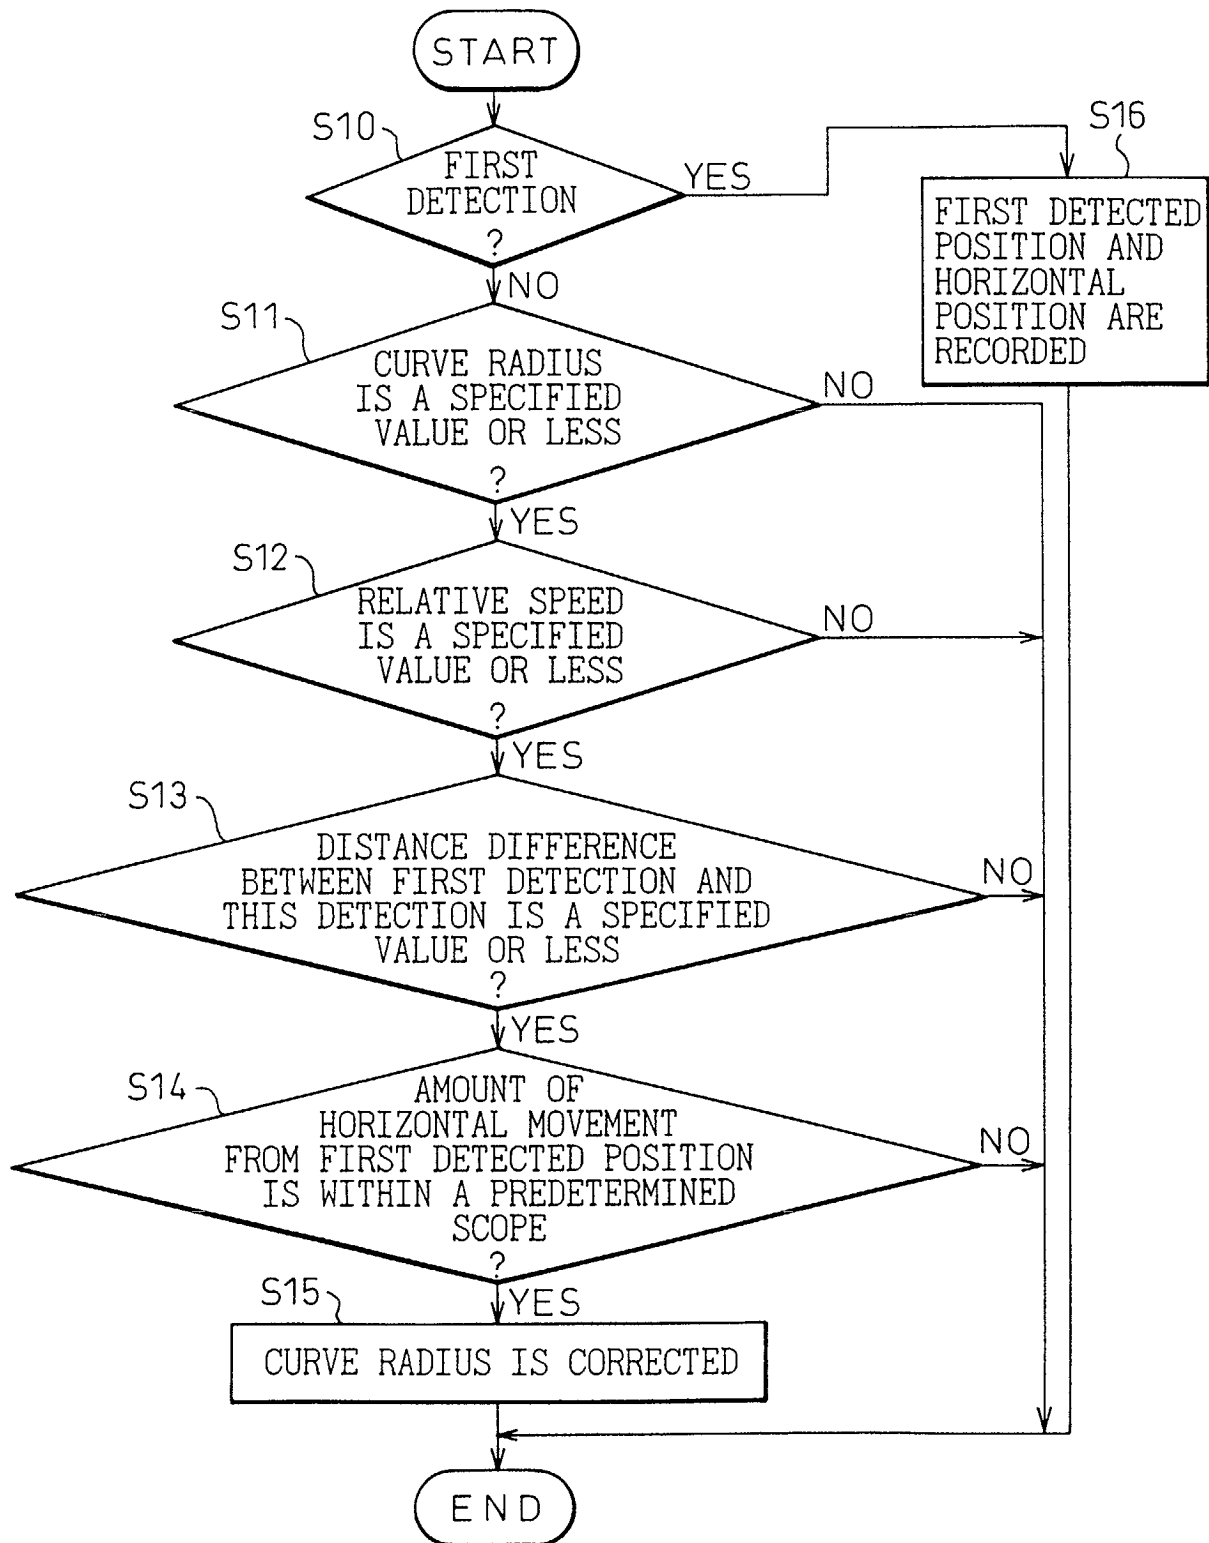 START
S10
FIRST
DETECTION
?
YES
NO
S16
FIRST DETECTED
POSITION AND
HORIZONTAL
POSITION ARE
RECORDED
S11
CURVE RADIUS
IS A SPECIFIED
VALUE OR LESS
?
NO
YES
S12
RELATIVE SPEED
IS A SPECIFIED
VALUE OR LESS
?
NO
YES
S13
DISTANCE DIFFERENCE
BETWEEN FIRST DETECTION AND
THIS DETECTION IS A SPECIFIED
VALUE OR LESS
?
NO
YES
S14
AMOUNT OF
HORIZONTAL MOVEMENT
FROM FIRST DETECTED POSITION
IS WITHIN A PREDETERMINED
SCOPE
?
NO
YES
S15
CURVE RADIUS IS CORRECTED
END